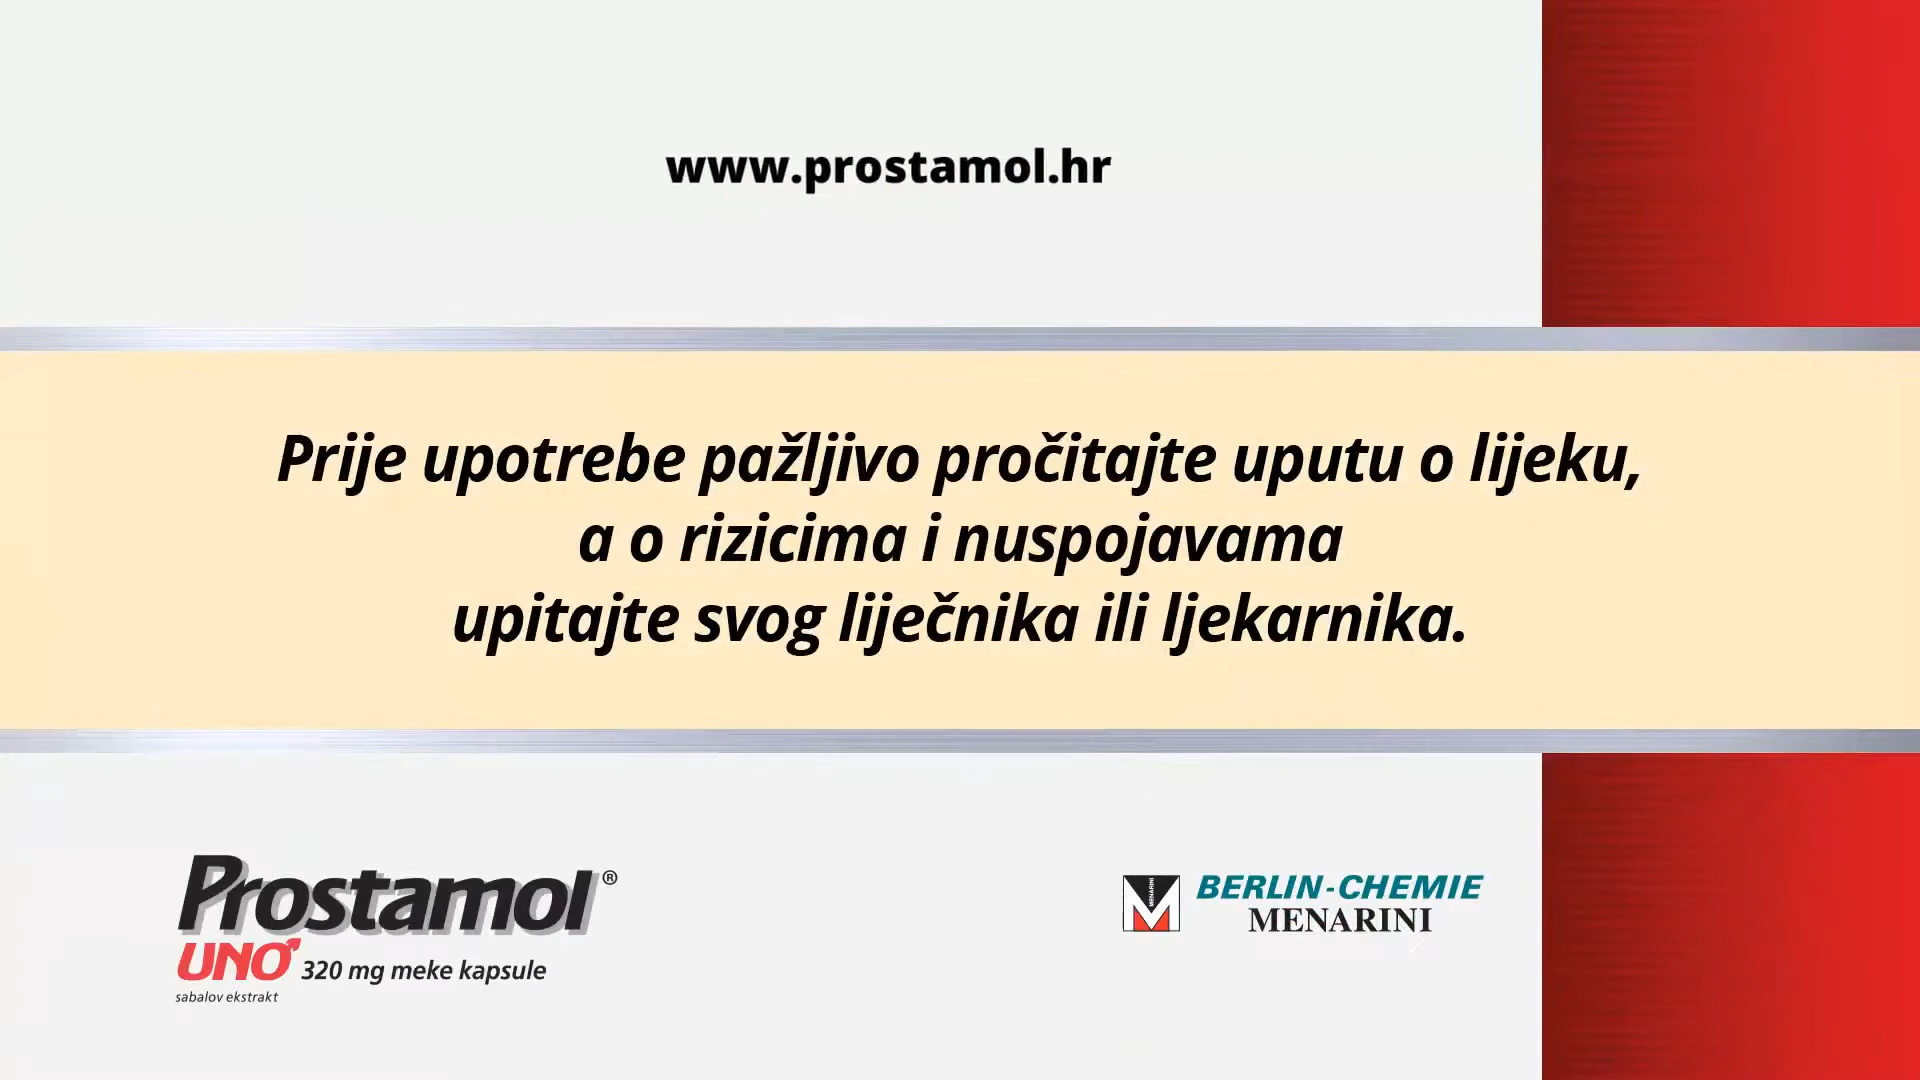 www.prostamol.hr
Prije upotrebe pažljivo pročitajte uputu o lijeku,
a o rizicima i nuspojavama
upitajte svog liječnika ili ljekarnika.
Prostamol®
UNO 320 mg meke kapsule
sabalov ekstrakt
MENARINI
BERLIN-CHEMIE
MENARINI